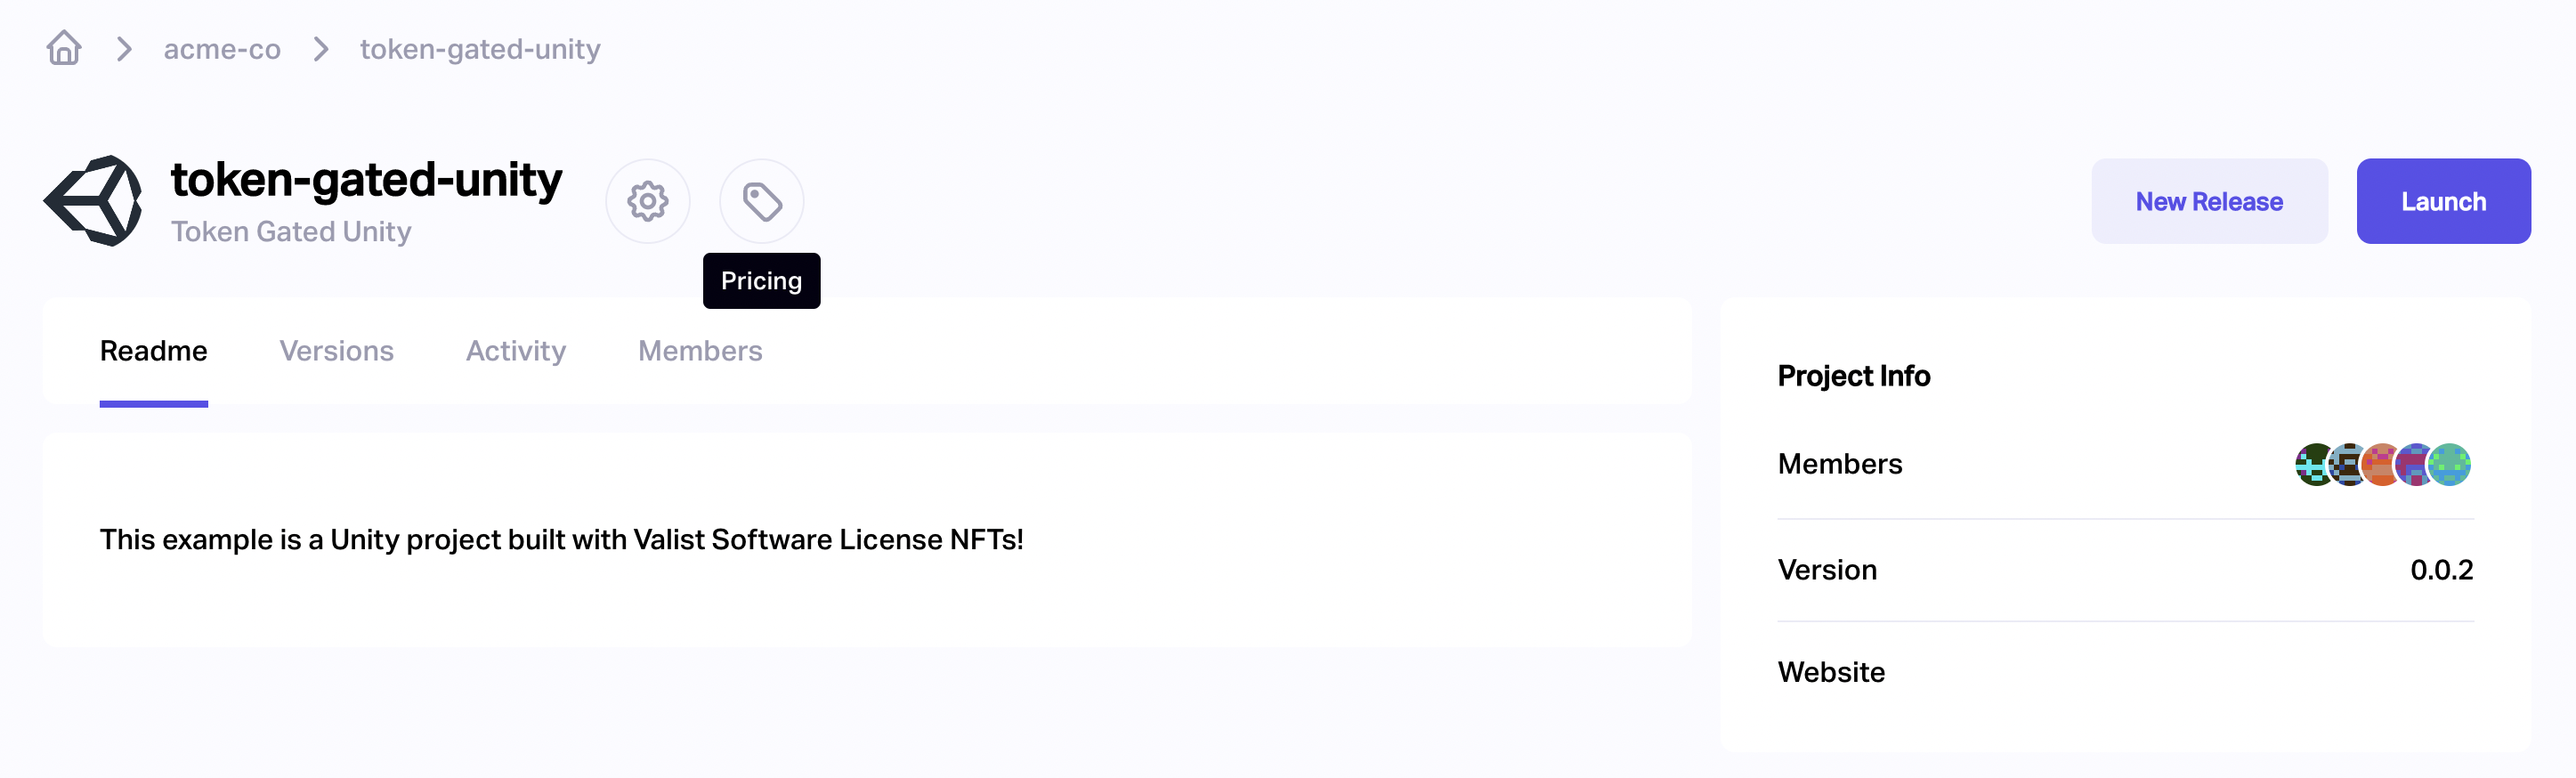 acme-co
token-gated-unity
token-gated-unity
Token Gated Unity
New Release
Launch
Pricing
Readme
Versions
Activity
Members
This example is a Unity project built with Valist Software License NFTs!
Project Info
Members
Version
0.0.2
Website